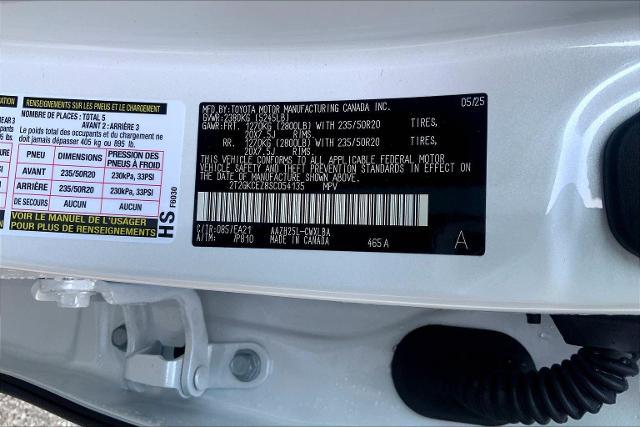 RENSEIGNEMENTS SUR LES PNEUS ET LE CHARGEMENT
NOMBRE DE PLACES : TOTAL 5
AVANT 2 : ARRIÈRE 3
Le poids total des occupants et du chargement ne
doit jamais dépasser 405 kg ou 895 lb.
PNEU DIMENSIONS PRESSION DES PNEUS À FROID
AVANT 235/50R20 230kPa, 33PSI
ARRIÈRE 235/50R20 230kPa, 33PSI
DE SECOURS AUCUN AUCUN
VOIR LE MANUEL DE L'USAGER
POUR PLUS DE RENSEIGNEMENTS
HS F6030
MFD. BY: TOYOTA MOTOR MANUFACTURING CANADA INC. 05/25
GVWR: 2380KG (5245LB)
GAWR: FRT. 1270KG (2800LB) WITH 235/50R20 TIRES,
20X7.5J RIMS,
RR. 1270KG (2800LB) WITH 235/50R20 TIRES,
20X7.5J RIMS,
THIS VEHICLE CONFORMS TO ALL APPLICABLE FEDERAL MOTOR
VEHICLE SAFETY AND THEFT PREVENTION STANDARDS IN EFFECT
ON THE DATE OF MANUFACTURE SHOWN ABOVE.
2T2GKCEZ8SC054135 MPV
C/TR: 085/EA21 AAZH25L-CWXLBA
A/TM: /P810 MADE IN CANADA 465A
A